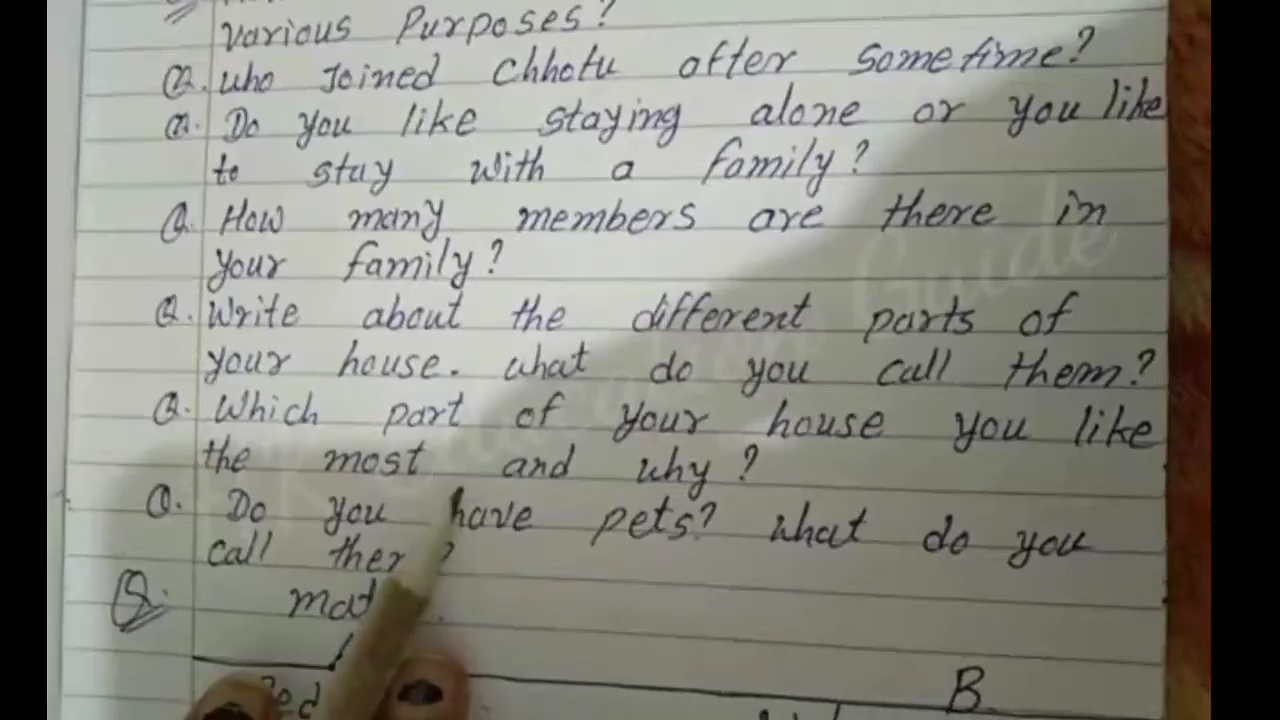 various Purposes?
Q. who Joined Chhotu after sometime?
Q. Do you like staying alone or you like
to stay with a family?
Q. How many members are there in
your family?
Q. Write about the different parts of
your house. what do you call them?
Q. Which part of your house you like
the most and why?
Q. Do you have pets? what do you
call ?
Q.
B